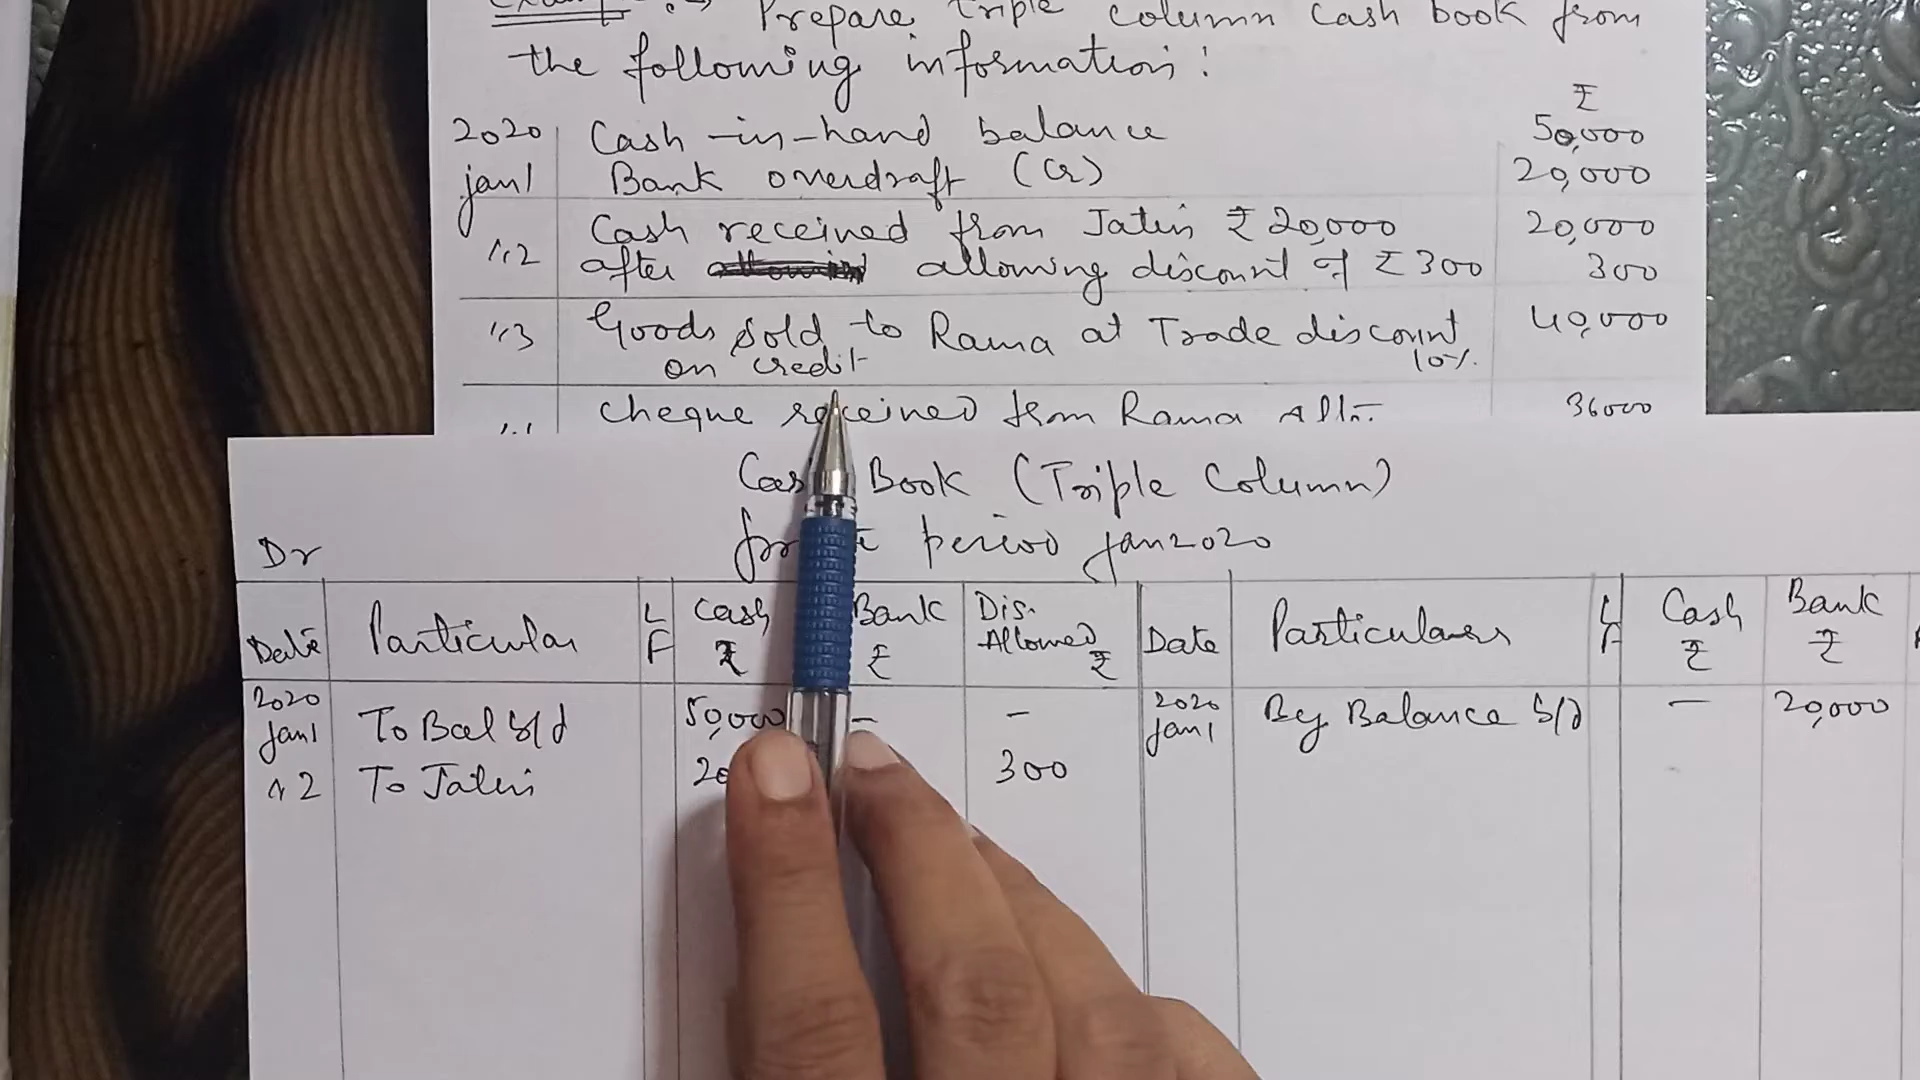 Example :→ Prepare triple column cash book from
the following information :
₹
2020 Cash-in-hand balance 50,000
Jan 1 Bank overdraft (Cr) 20,000
Cash received from Jatin ₹ 20,000 20,000
"2 after allowing discount of ₹ 300 300
"3 Goods sold to Rama at Trade discount 40,000
on credit 10%
cheque received from Rama 36000
Book (Triple Column)
period Jan 2020
Dr
Date Particular L F Cash ₹ Bank ₹ Dis. Allowed ₹ Date Particulars L F Cash ₹ Bank ₹
2020 Jan 1 To Bal b/d 50,000 – – 2020 Jan 1 By Balance b/d – 20,000
"2 To Jatin 300